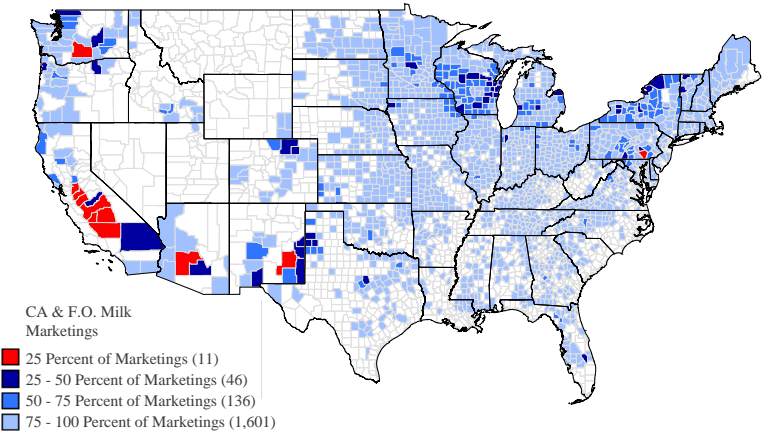 CA & F.O. Milk
Marketings
25 Percent of Marketings (11)
25 - 50 Percent of Marketings (46)
50 - 75 Percent of Marketings (136)
75 - 100 Percent of Marketings (1,601)